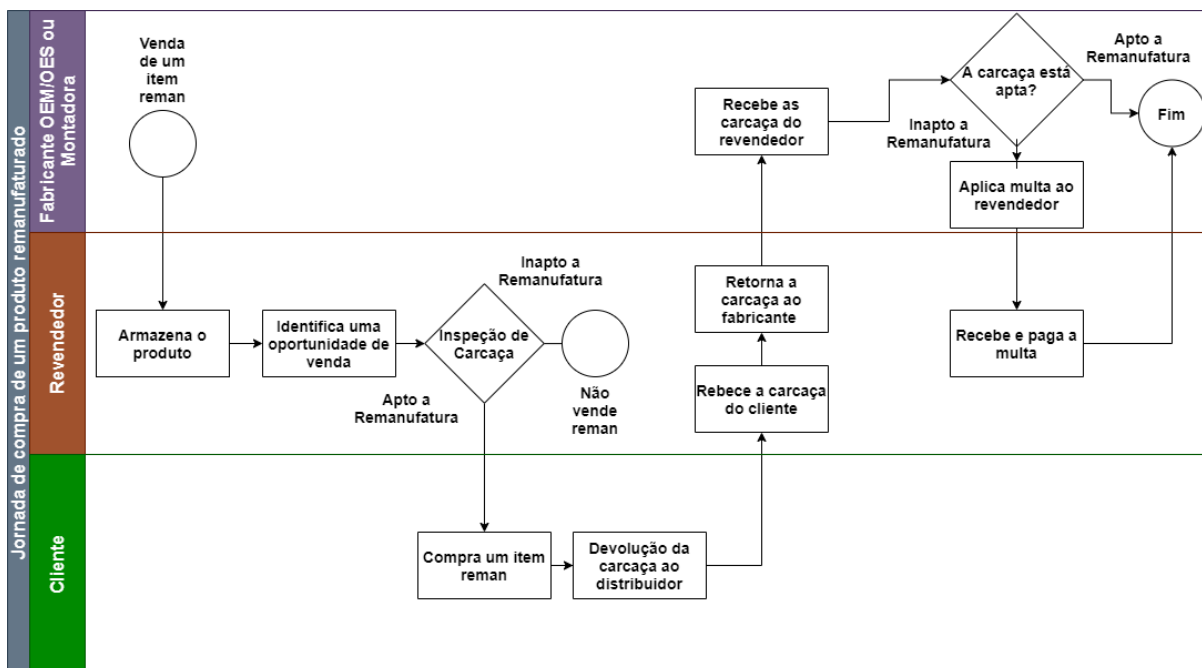 Jornada de compra de um produto remanufaturado
Fabricante OEM/OES ou
Montadora
Venda
de um
item
reman
Recebe as
carcaça do
revendedor
A carcaça está
apta?
Apto a
Remanufatura
Fim
Inapto a
Remanufatura
Aplica multa ao
revendedor
Revendedor
Armazena o
produto
Identifica uma
oportunidade de
venda
Inspeção de
Carcaça
Inapto a
Remanufatura
Não
vende
reman
Apto a
Remanufatura
Retorna a
carcaça ao
fabricante
Rebece a carcaça
do cliente
Recebe e paga a
multa
Cliente
Compra um item
reman
Devolução da
carcaça ao
distribuidor